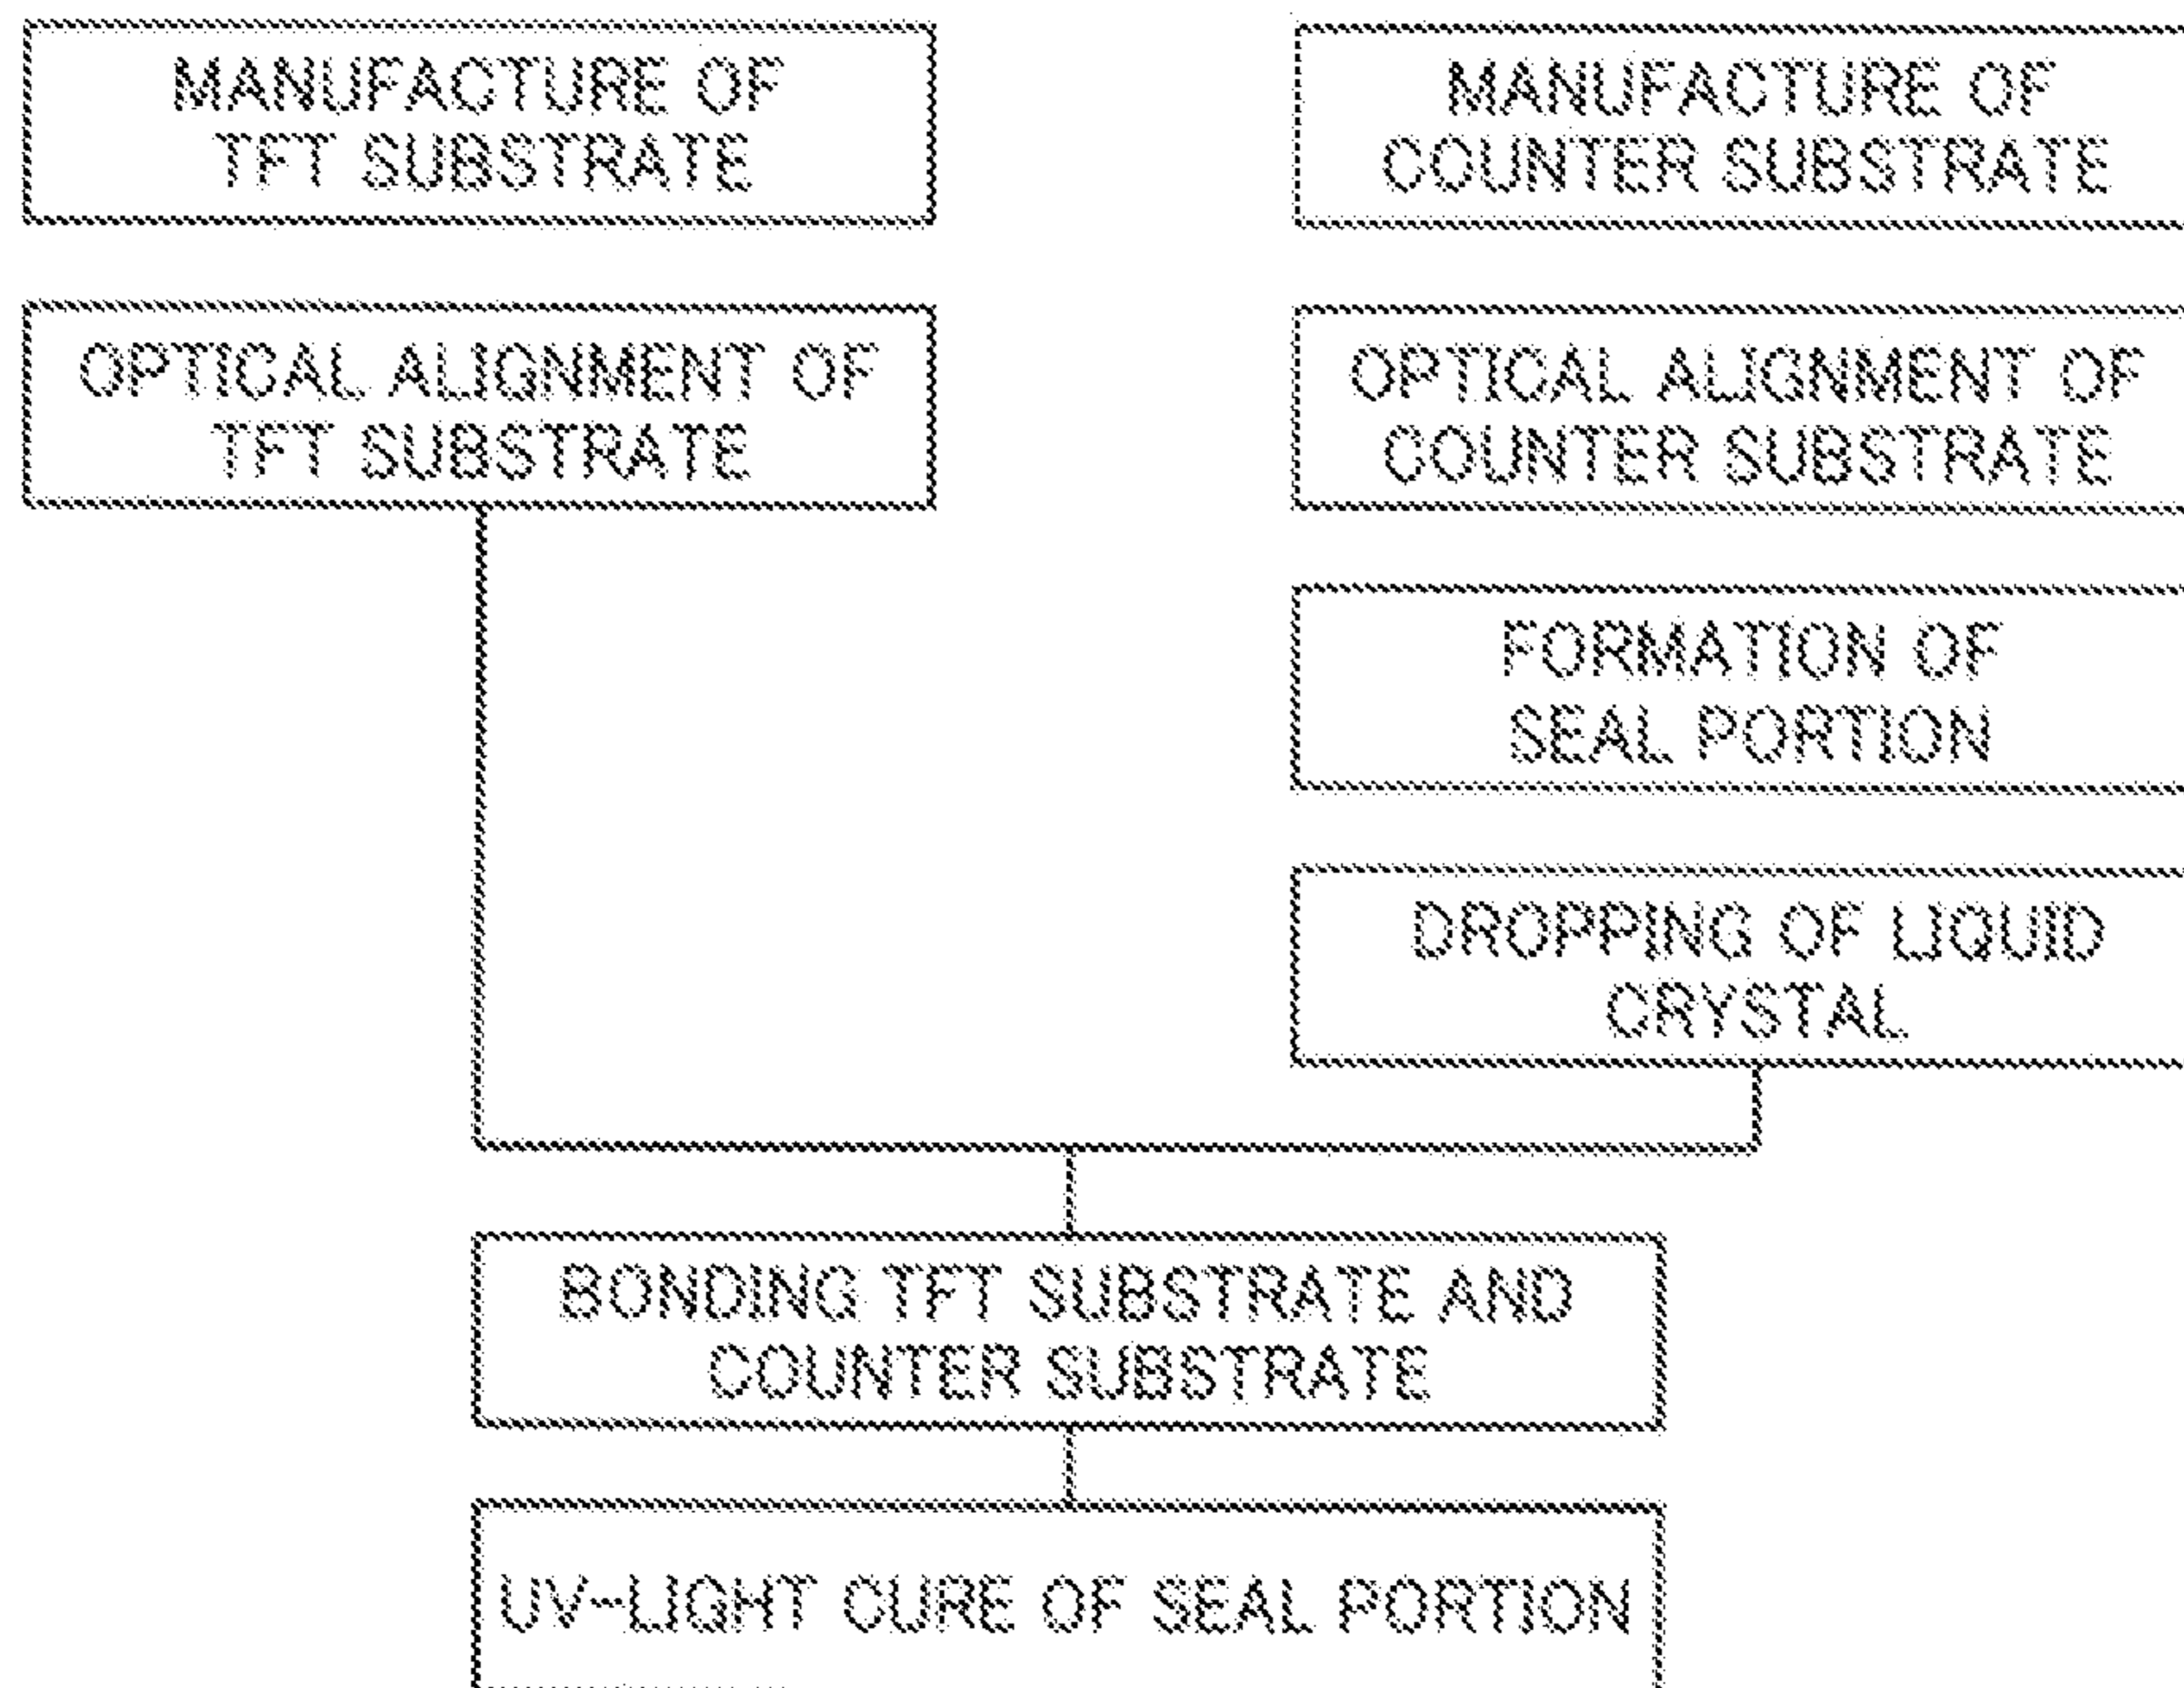 MANUFACTURE OF
TFT SUBSTRATE
MANUFACTURE OF
COUNTER SUBSTRATE
OPTICAL ALIGNMENT OF
TFT SUBSTRATE
OPTICAL ALIGNMENT OF
COUNTER SUBSTRATE
FORMATION OF
SEAL PORTION
DROPPING OF LIQUID
CRYSTAL
BONDING TFT SUBSTRATE AND
COUNTER SUBSTRATE
UV-LIGHT CURE OF SEAL PORTION